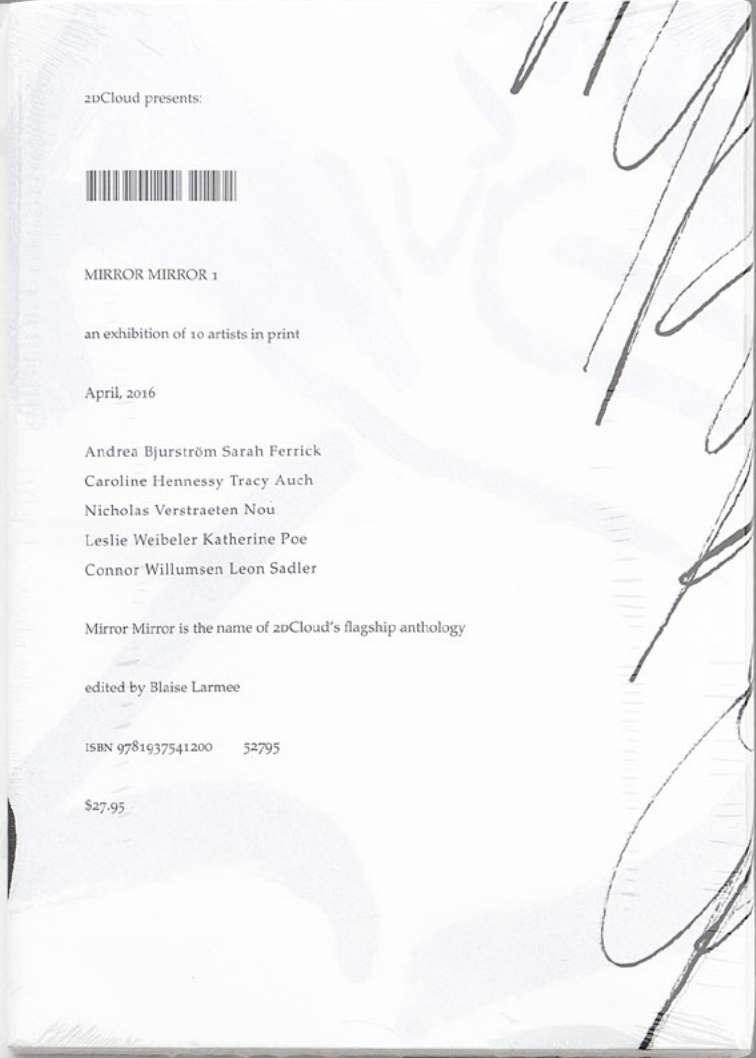 2DCloud presents:
MIRROR MIRROR 1
an exhibition of 10 artists in print
April, 2016
Andrea Bjurström Sarah Ferrick
Caroline Hennessy Tracy Auch
Nicholas Verstraeten Nou
Leslie Weibeler Katherine Poe
Connor Willumsen Leon Sadler
Mirror Mirror is the name of 2DCloud's flagship anthology
edited by Blaise Larmee
ISBN 9781937541200 52795
$27.95